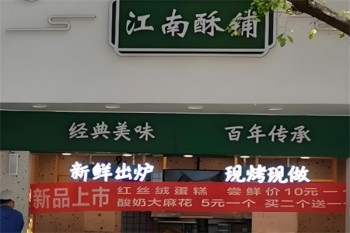 江南酥铺
经典美味 百年传承
新鲜出炉 现烤现做
新品上市 红丝绒蛋糕 尝鲜价10元一
酸奶大麻花 5元一个 买二个送一